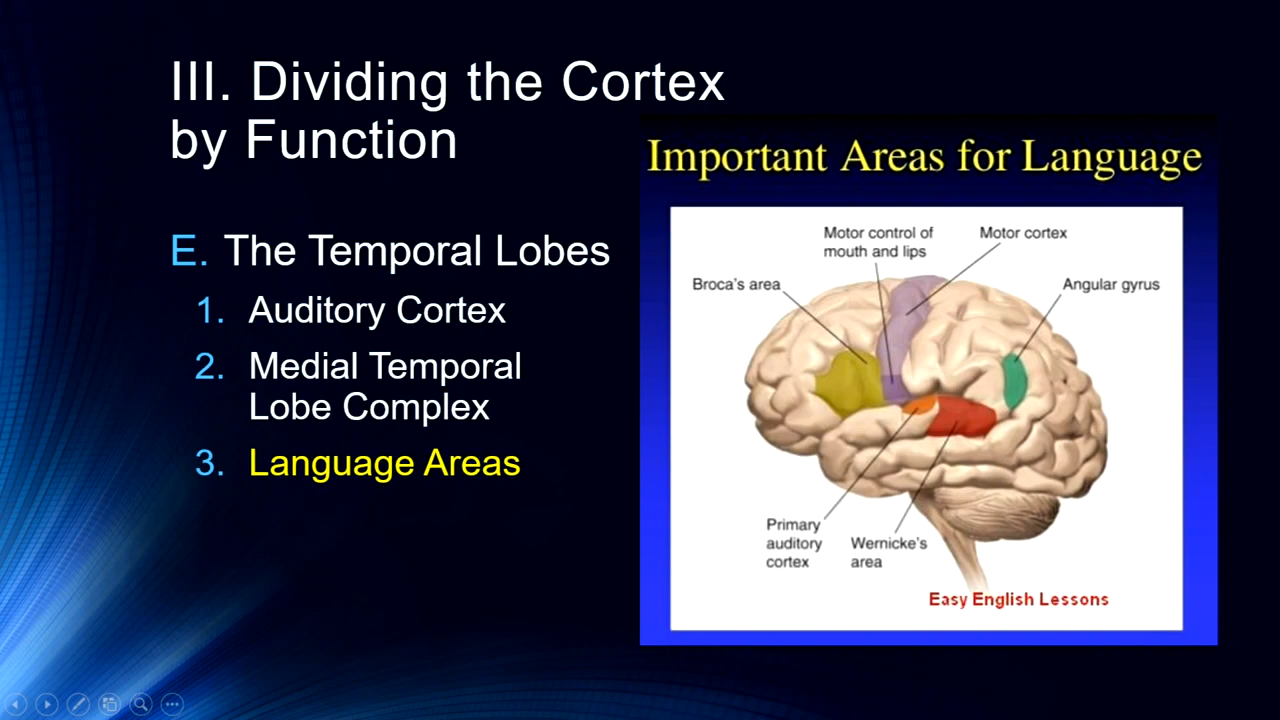 III. Dividing the Cortex
by Function
E. The Temporal Lobes
1. Auditory Cortex
2. Medial Temporal
Lobe Complex
3. Language Areas
Important Areas for Language
Motor control of
mouth and lips
Motor cortex
Broca's area
Angular gyrus
Primary
auditory
cortex
Wernicke's
area
Easy English Lessons